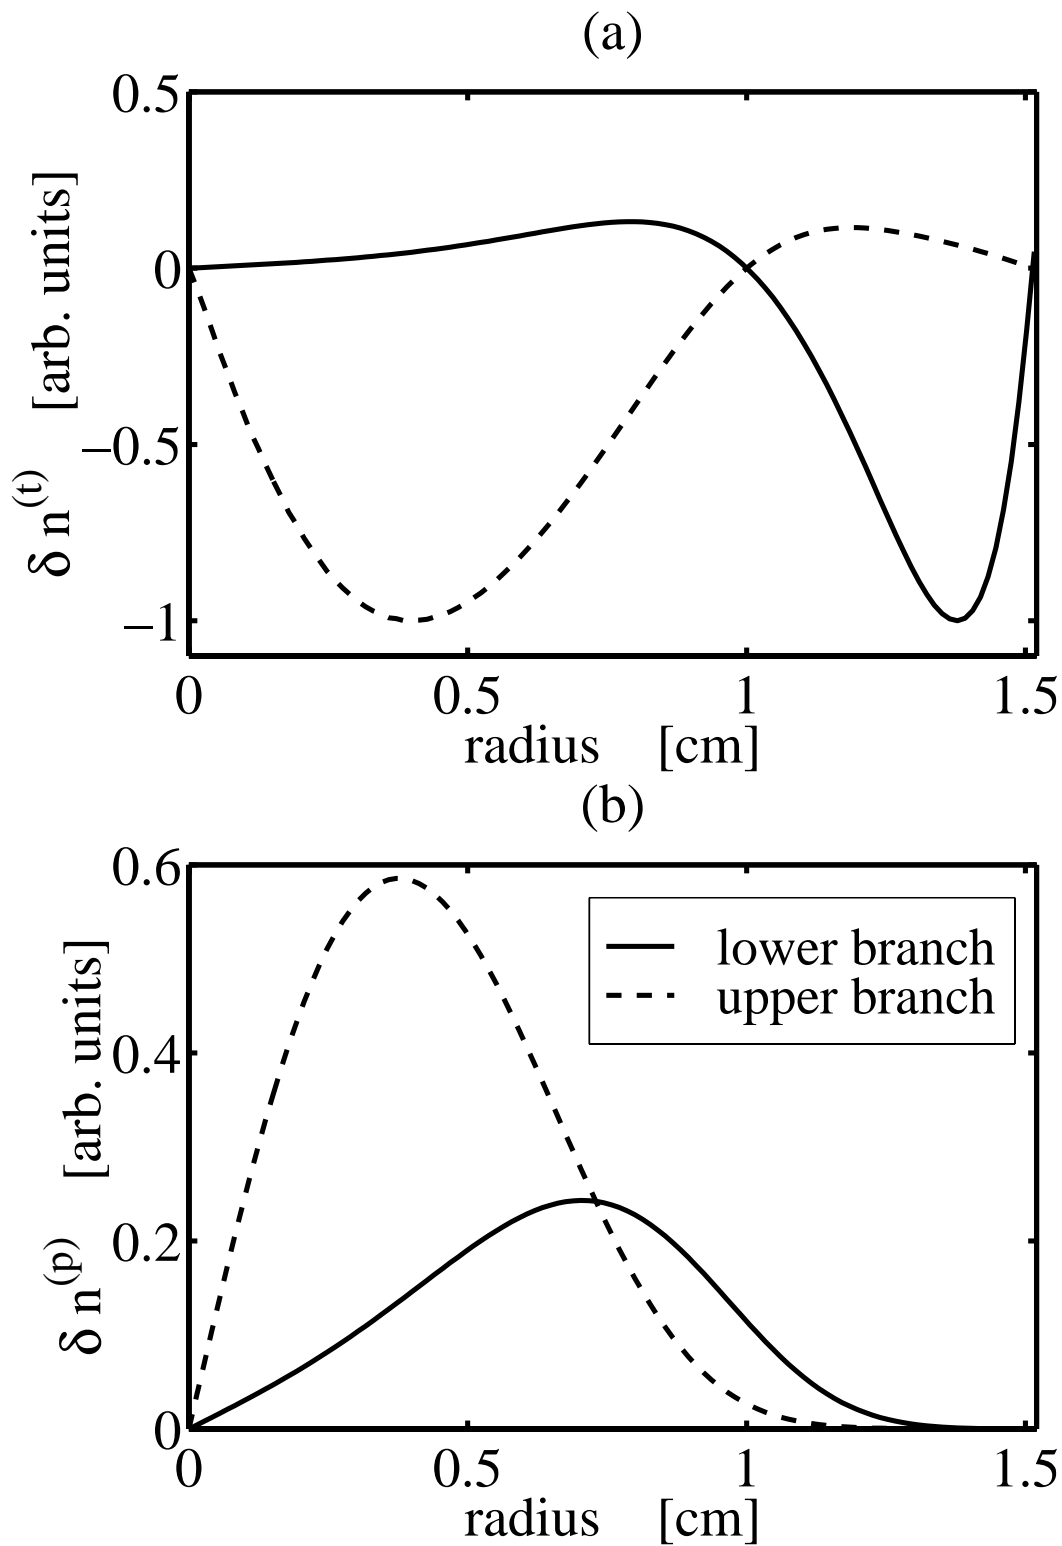 (a)
0.5
0
−0.5
−1
δ n(t) [arb. units]
0 0.5 1 1.5
radius [cm]
(b)
0.6
0.4
0.2
0
δ n(p) [arb. units]
lower branch
upper branch
0 0.5 1 1.5
radius [cm]